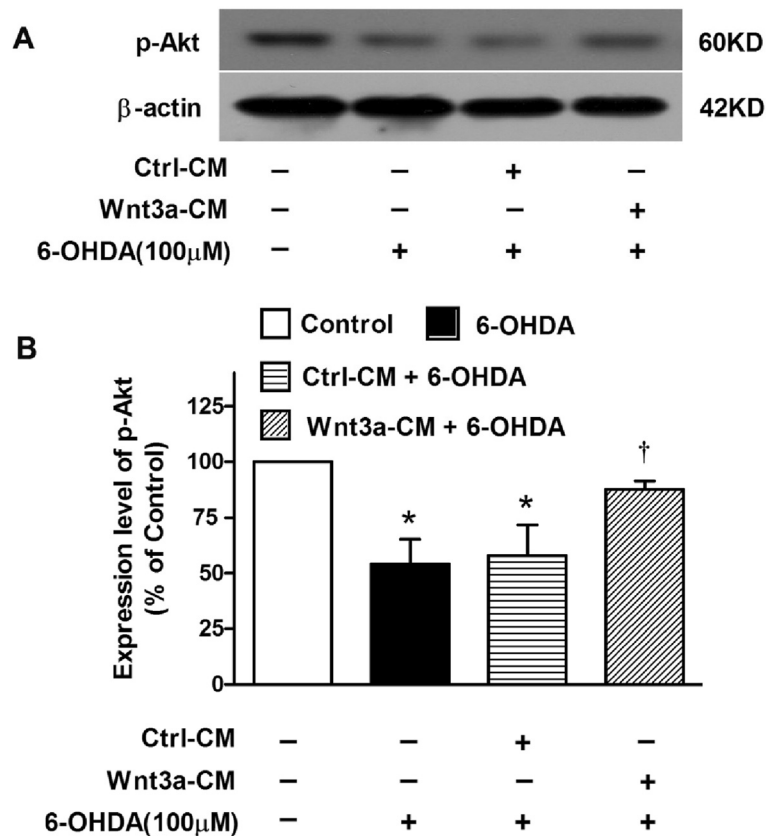 A
p-Akt 60KD
β-actin 42KD
Ctrl-CM – – + –
Wnt3a-CM – – – +
6-OHDA(100μM) – + + +
B
Control 6-OHDA
Ctrl-CM + 6-OHDA
Wnt3a-CM + 6-OHDA
Expression level of p-Akt
(% of Control)
125
100
75
50
25
0
* * †
Ctrl-CM – – + –
Wnt3a-CM – – – +
6-OHDA(100μM) – + + +